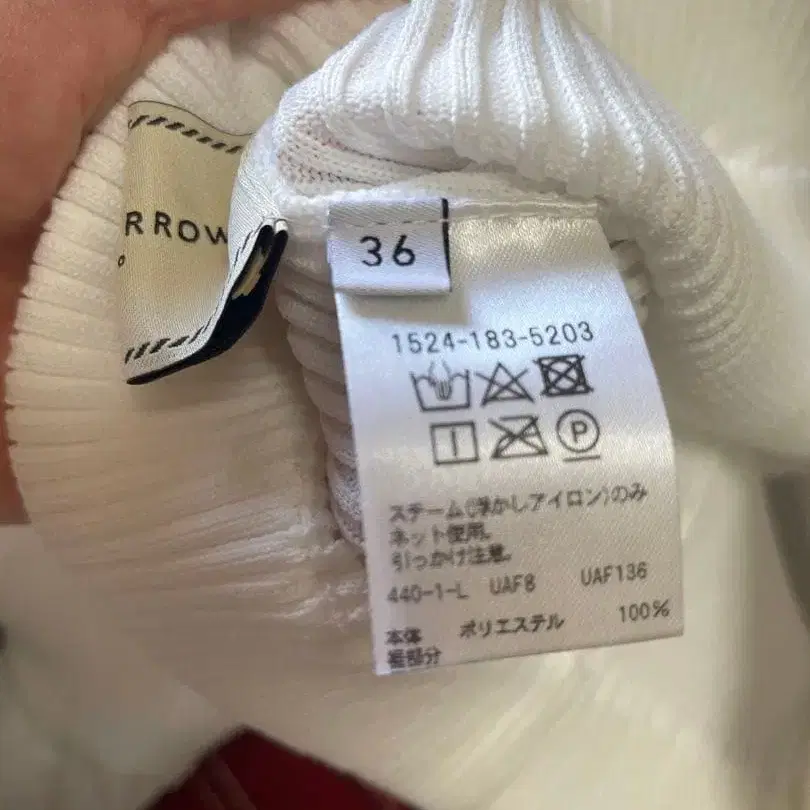 RROW
36
1524-183-5203
P
スチーム(浮かしアイロン)のみ
ネット使用。
引っかけ注意。
440-1-L UAF8 UAF136
本体 ポリエステル 100%
部分